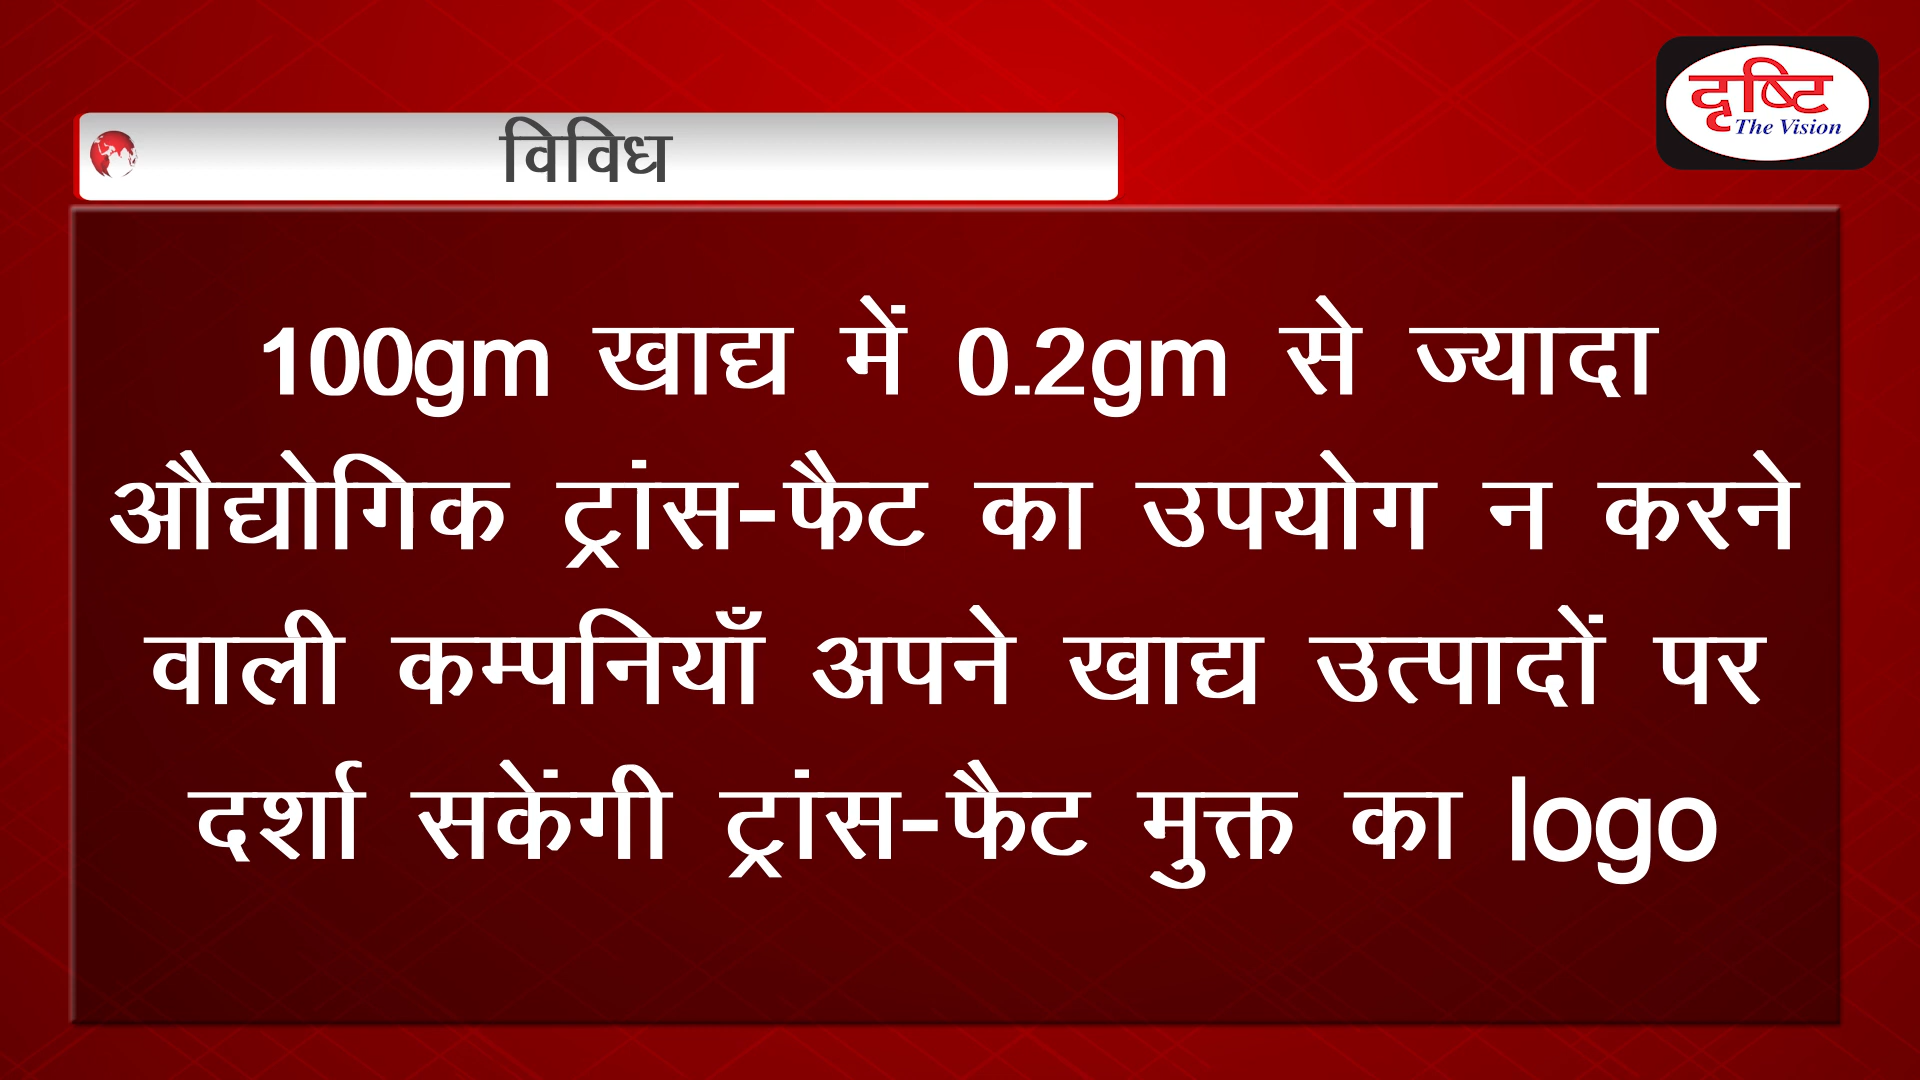 दृष्टि
The Vision
विविध
100gm खाद्य में 0.2gm से ज्यादा
औद्योगिक ट्रांस-फैट का उपयोग न करने
वाली कम्पनियाँ अपने खाद्य उत्पादों पर
दर्शा सकेंगी ट्रांस-फैट मुक्त का logo